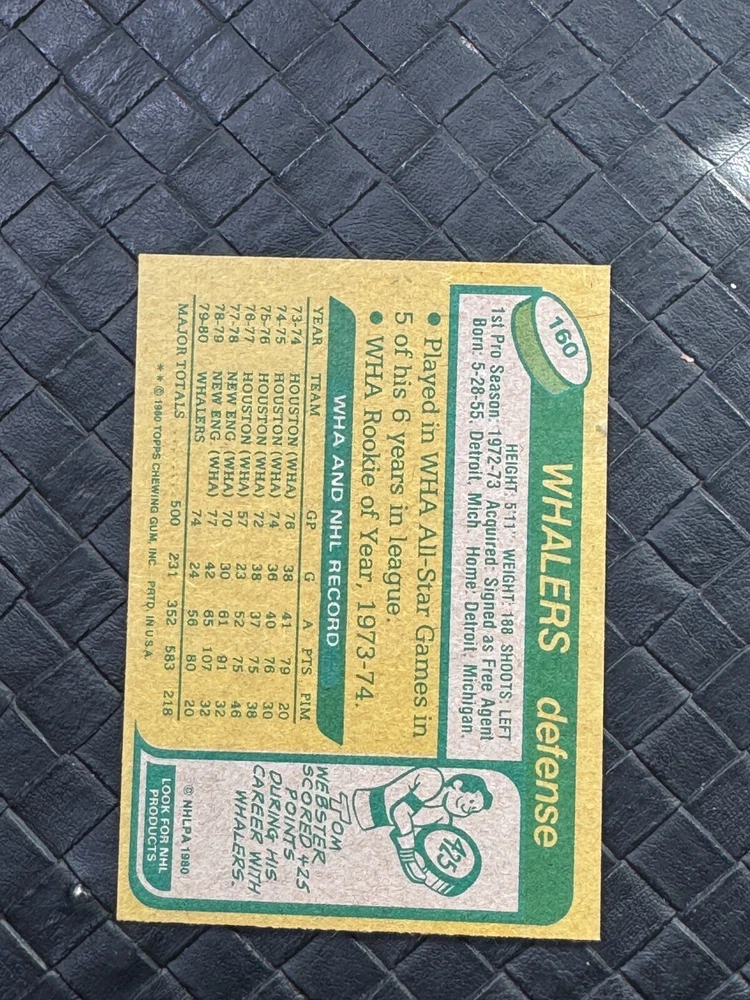 160
WHALERS defense
HEIGHT: 5'11" WEIGHT: 188 SHOOTS: LEFT
1st Pro Season: 1972-73 Acquired: Signed as Free Agent
Born: 5-28-55, Detroit, Mich Home: Detroit, Michigan.
● Played in WHA All-Star Games in
5 of his 6 years in league.
● WHA Rookie of Year, 1973-74.
WHA AND NHL RECORD
YEAR TEAM GP G A PTS PIM
73-74 HOUSTON (WHA) 76 38 41 79 20
74-75 HOUSTON (WHA) 74 36 40 76 30
75-76 HOUSTON (WHA) 72 38 37 75 38
76-77 HOUSTON (WHA) 57 23 52 75 46
77-78 NEW ENG (WHA) 70 30 61 91 32
78-79 NEW ENG (WHA) 77 42 65 107 32
79-80 WHALERS 74 24 56 80 20
MAJOR TOTALS . . . . . . . 500 231 352 583 218
** © 1980 TOPPS CHEWING GUM, INC. PRTD. IN U.S.A.
425
TOM
WEBSTER
SCORED 425
POINTS
DURING HIS
CAREER WITH
WHALERS.
© NHLPA 1980
LOOK FOR NHL
PRODUCTS